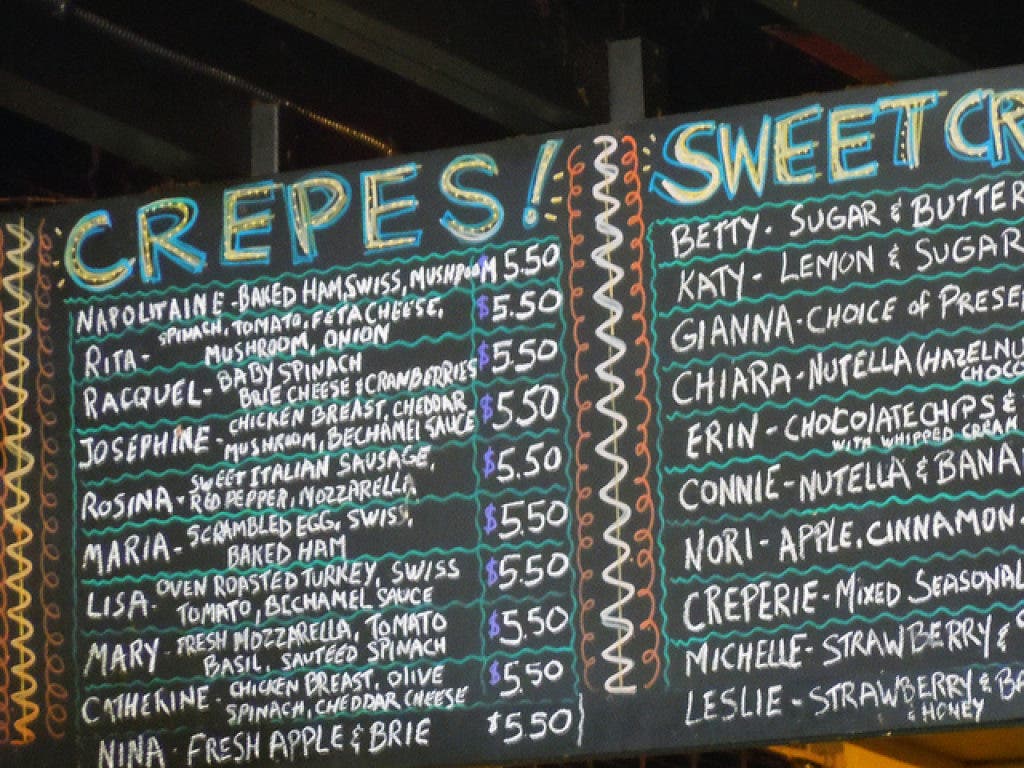 CREPES!
NAPOLITAINE - BAKED HAM, SWISS, MUSHROOM 5.50
SPINACH, TOMATO, FETA CHEESE,
RITA - MUSHROOM, ONION $5.50
RACQUEL - BABY SPINACH
BRIE CHEESE & CRANBERRIES $5.50
JOSEPHINE - CHICKEN BREAST, CHEDDAR
MUSHROOM, BECHAMEL SAUCE $5.50
SWEET ITALIAN SAUSAGE,
ROSINA - RED PEPPER, MOZZARELLA $5.50
MARIA - SCRAMBLED EGG, SWISS,
BAKED HAM $5.50
LISA - OVEN ROASTED TURKEY, SWISS
TOMATO, BECHAMEL SAUCE $5.50
MARY - FRESH MOZZARELLA, TOMATO
BASIL, SAUTEED SPINACH $5.50
CATHERINE - CHICKEN BREAST, OLIVE
SPINACH, CHEDDAR CHEESE $5.50
NINA - FRESH APPLE & BRIE $5.50
SWEET CR
BETTY - SUGAR & BUTTER
KATY - LEMON & SUGAR
GIANNA - CHOICE of PRESE
CHIARA - NUTELLA (HAZELNU
CHOCO
ERIN - CHOCOLATE CHIPS &
WITH WHIPPED CREAM
CONNIE - NUTELLA & BANA
NORI - APPLE, CINNAMON
CREPERIE - MIXED SEASONAL
MICHELLE - STRAWBERRY &
LESLIE - STRAWBERRY & BA
& HONEY